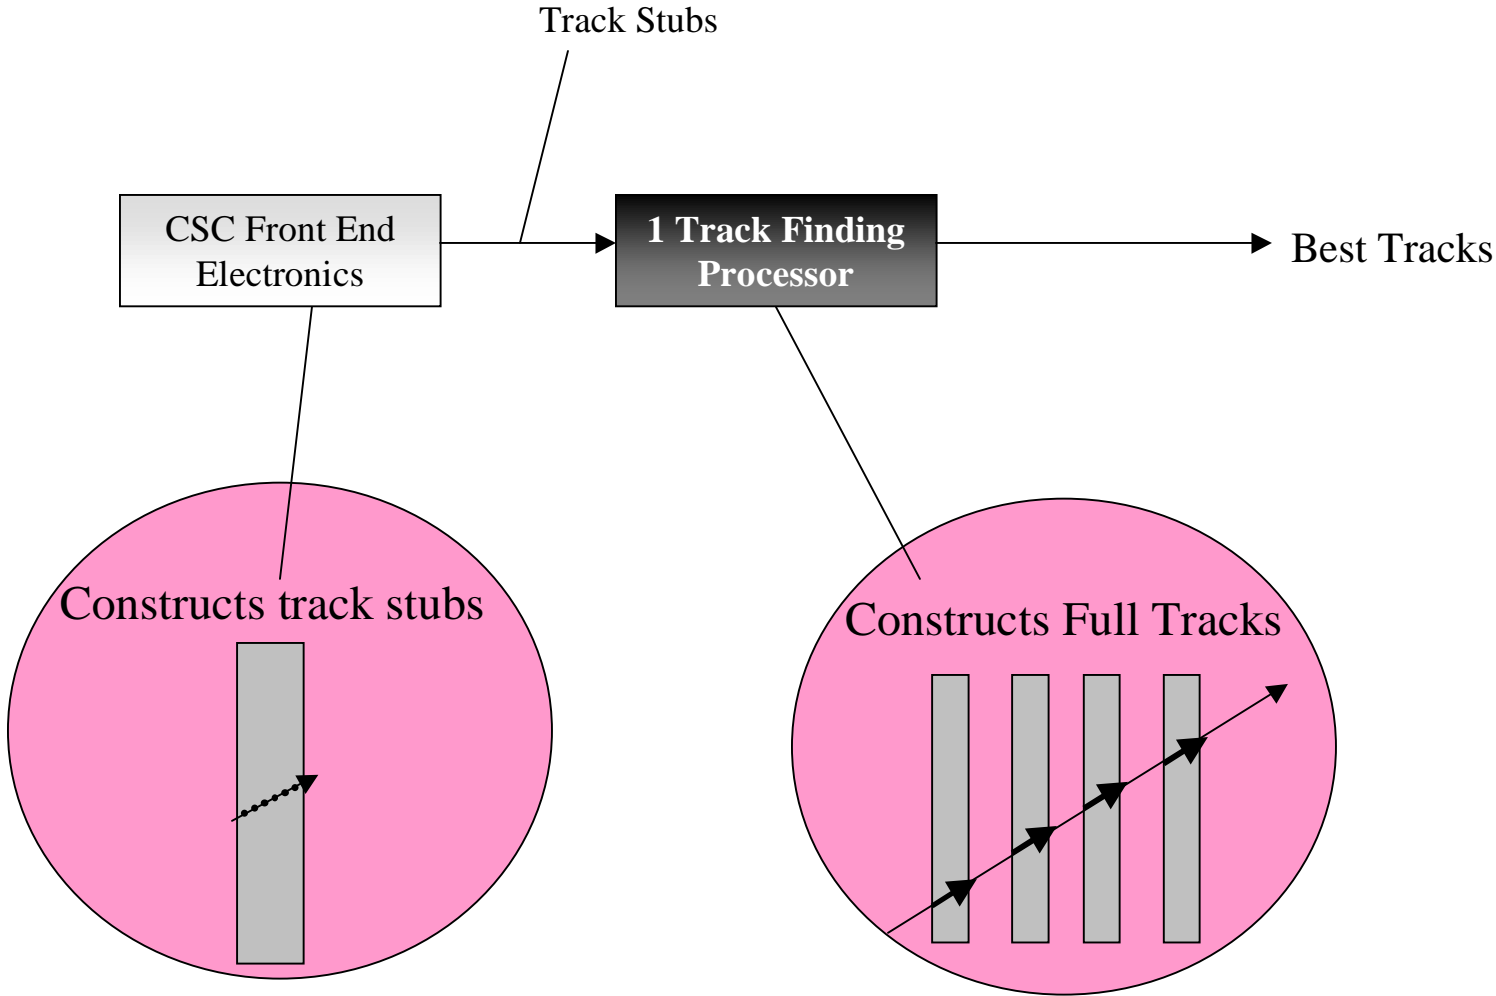 Track Stubs
CSC Front End
Electronics
1 Track Finding
Processor
Best Tracks
Constructs track stubs
Constructs Full Tracks